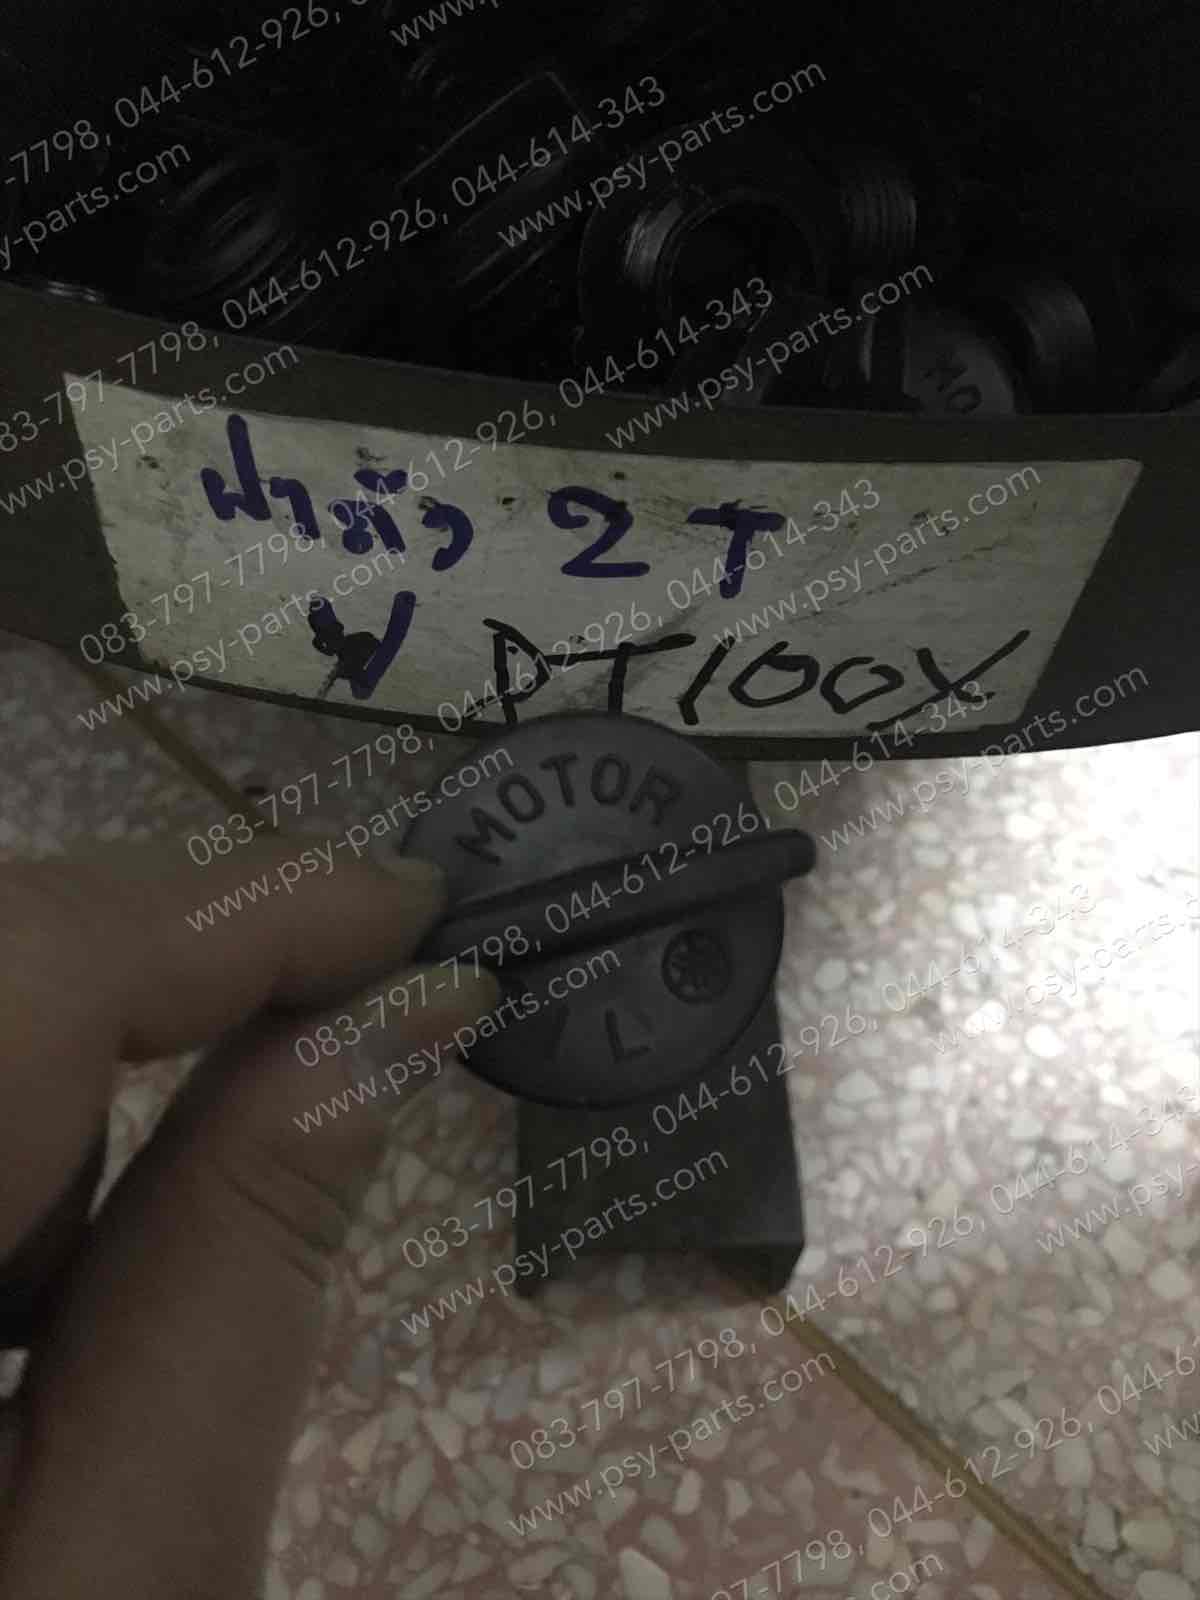 083-797-7798, 044-612-926, 044-614-343
www.psy-parts.com
ฝาถัง 2T
Y DT100X
MOTOR